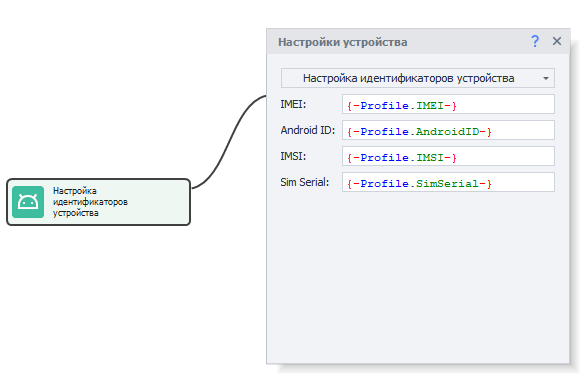 Настройки устройства
?
Настройка идентификаторов устройства
IMEI: {-Profile.IMEI-}
Android ID: {-Profile.AndroidID-}
IMSI: {-Profile.IMSI-}
Sim Serial: {-Profile.SimSerial-}
Настройка
идентификаторов
устройства